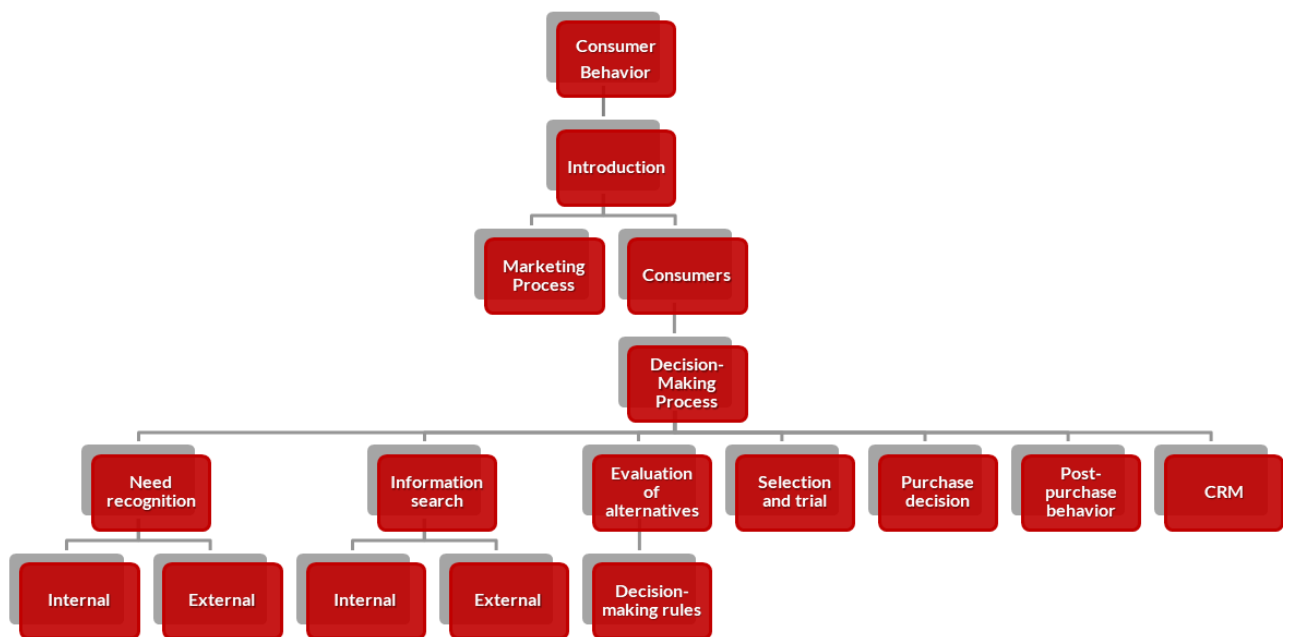 Consumer
Behavior
Introduction
Marketing
Process
Consumers
Decision-
Making
Process
Need
recognition
Information
search
Evaluation
of
alternatives
Selection
and trial
Purchase
decision
Post-
purchase
behavior
CRM
Internal
External
Internal
External
Decision-
making rules